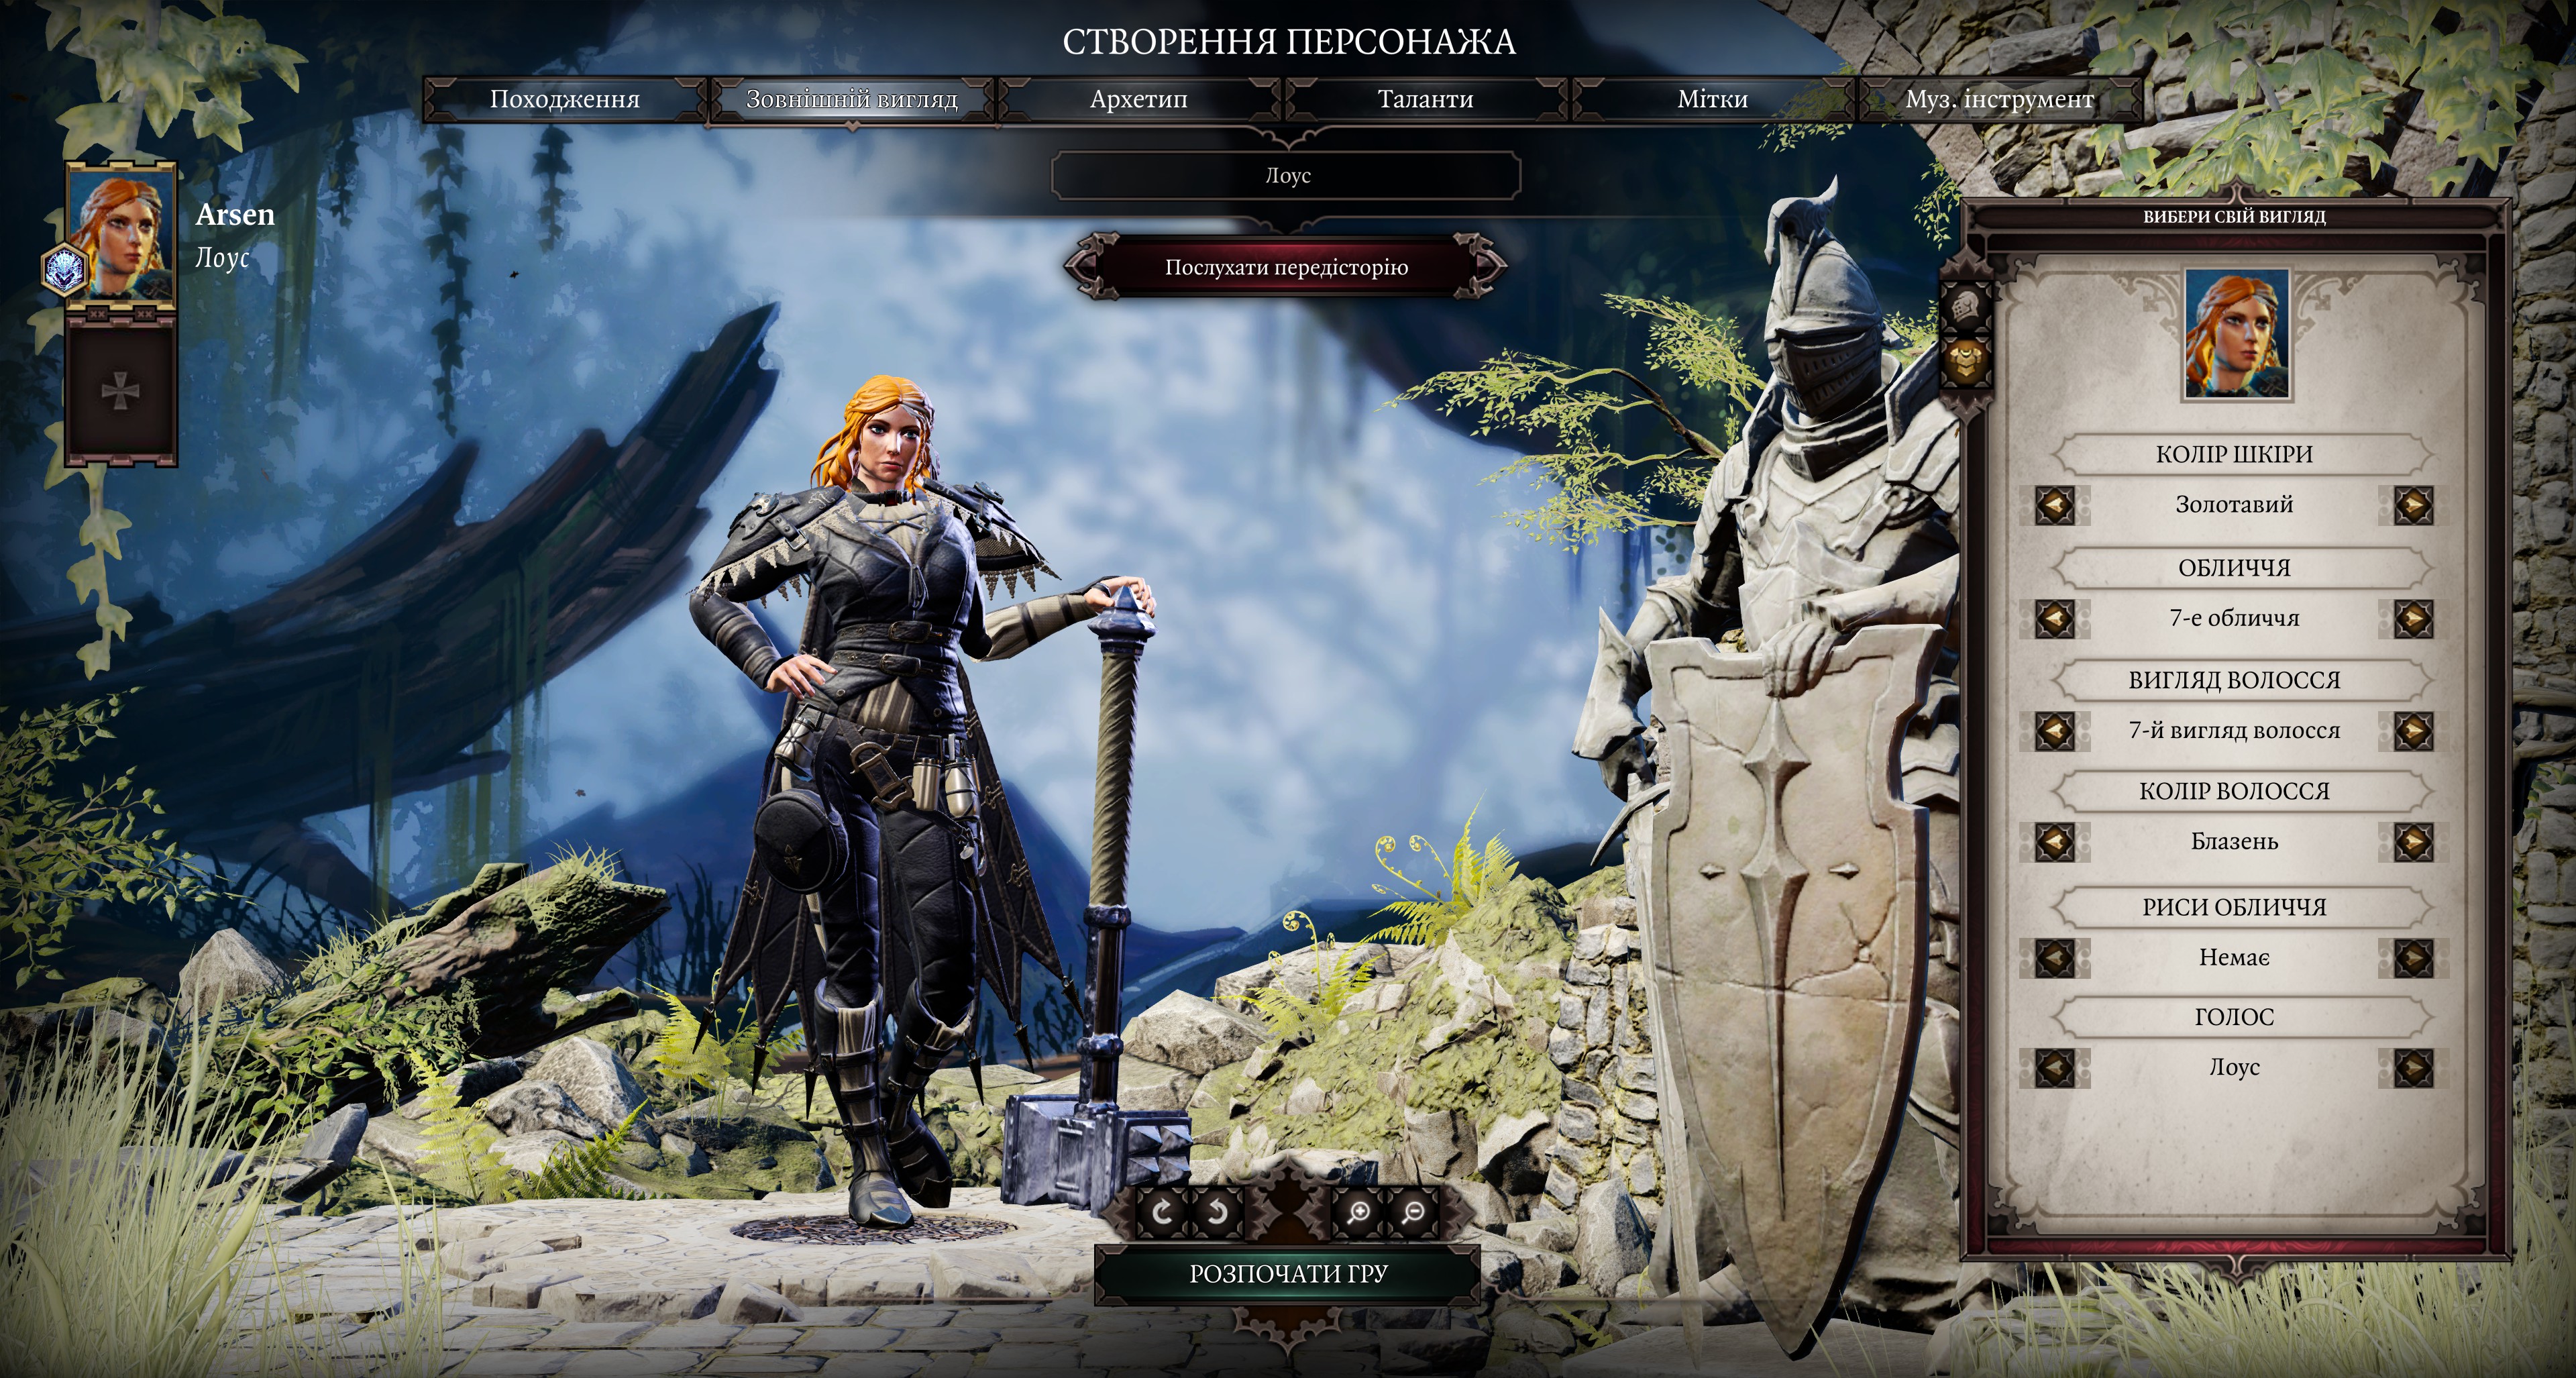 СТВОРЕННЯ ПЕРСОНАЖА
Походження
Зовнішній вигляд
Архетип
Таланти
Мітки
Муз. інструмент
Лоус
Послухати передісторію
Arsen
Лоус
ВИБЕРИ СВІЙ ВИГЛЯД
КОЛІР ШКІРИ
Золотавий
ОБЛИЧЧЯ
7-е обличчя
ВИГЛЯД ВОЛОССЯ
7-й вигляд волосся
КОЛІР ВОЛОССЯ
Блазень
РИСИ ОБЛИЧЧЯ
Немає
ГОЛОС
Лоус
РОЗПОЧАТИ ГРУ